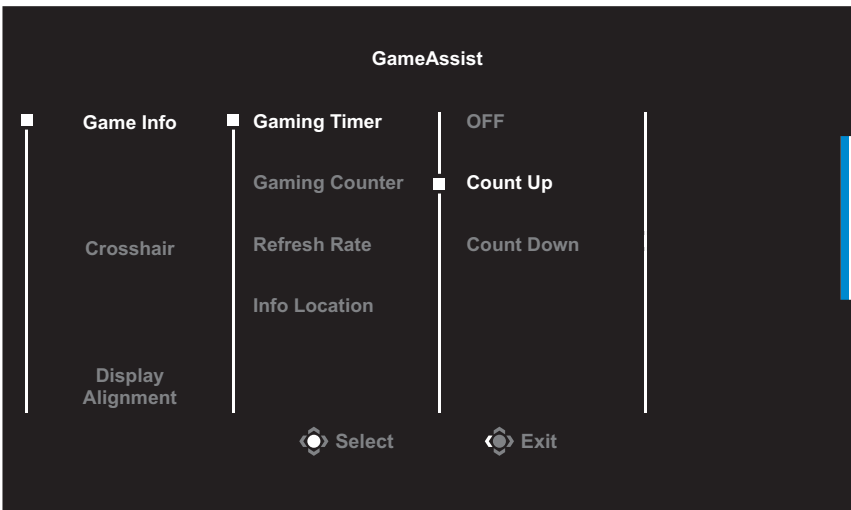 GameAssist
Game Info
Gaming Timer
OFF
Gaming Counter
Count Up
Crosshair
Refresh Rate
Count Down
Info Location
Display
Alignment
Select
Exit